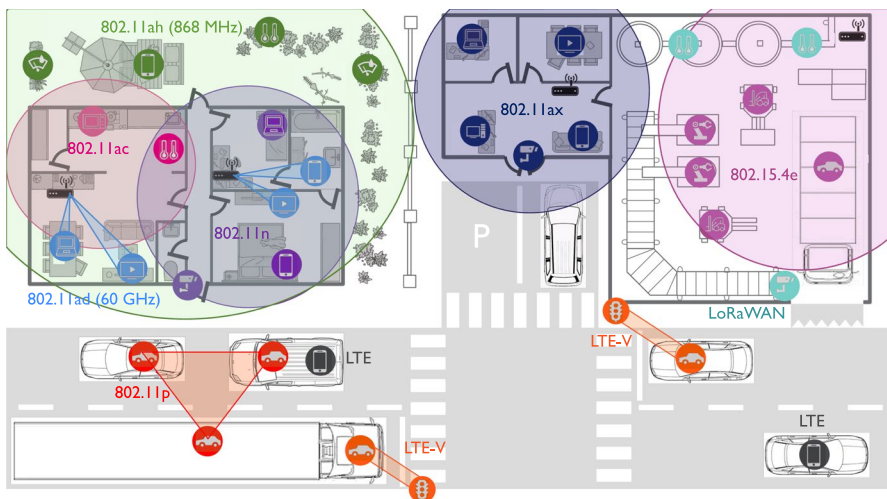 802.11ah (868 MHz)
802.11ac
802.11ax
802.15.4e
802.11n
P
802.11ad (60 GHz)
LoRaWAN
LTE-V
LTE
802.11p
LTE
LTE-V